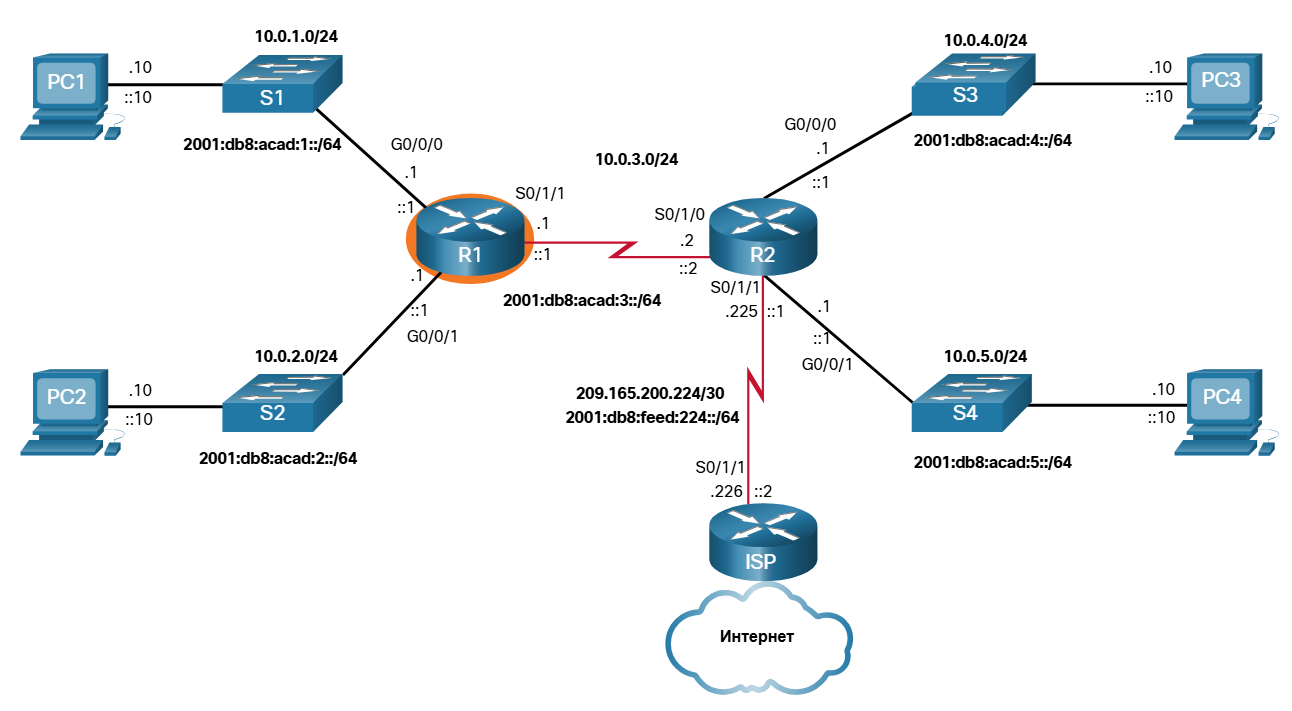 10.0.1.0/24
PC1
.10
::10
S1
2001:db8:acad:1::/64
G0/0/0
.1
::1
R1
S0/1/1
.1
::1
10.0.3.0/24
2001:db8:acad:3::/64
.1
::1
G0/0/1
10.0.2.0/24
PC2
.10
::10
S2
2001:db8:acad:2::/64
S0/1/0
.2
::2
R2
G0/0/0
.1
::1
10.0.4.0/24
S3
2001:db8:acad:4::/64
.10
::10
PC3
S0/1/1
.225
::1
.1
::1
G0/0/1
10.0.5.0/24
S4
2001:db8:acad:5::/64
.10
::10
PC4
209.165.200.224/30
2001:db8:feed:224::/64
S0/1/1
.226
::2
ISP
Интернет